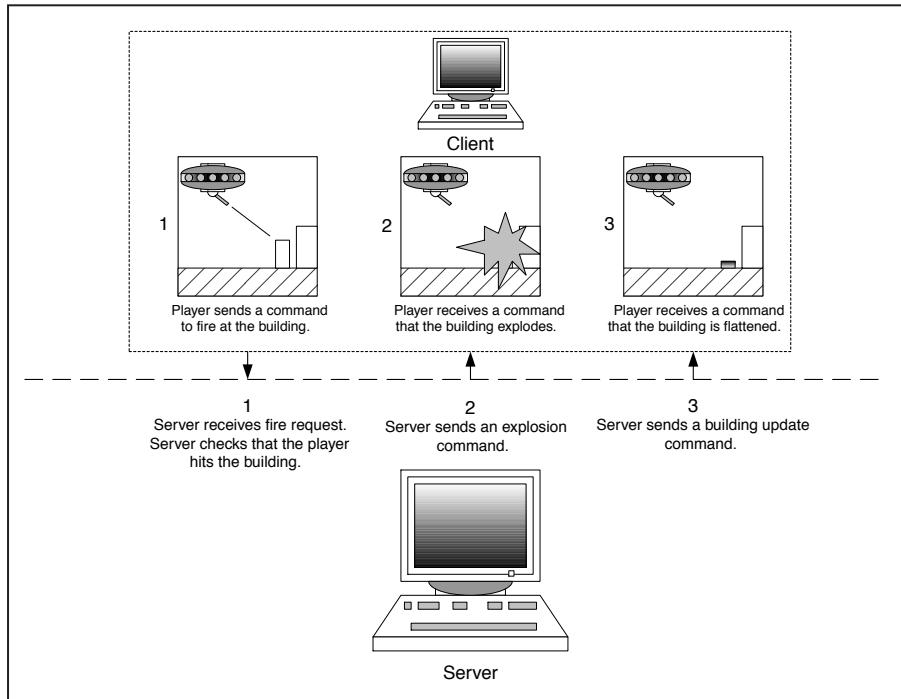 Client
1
2
3
Player sends a command
to fire at the building.
Player receives a command
that the building explodes.
Player receives a command
that the building is flattened.
1
Server receives fire request.
Server checks that the player
hits the building.
2
Server sends an explosion
command.
3
Server sends a building update
command.
Server